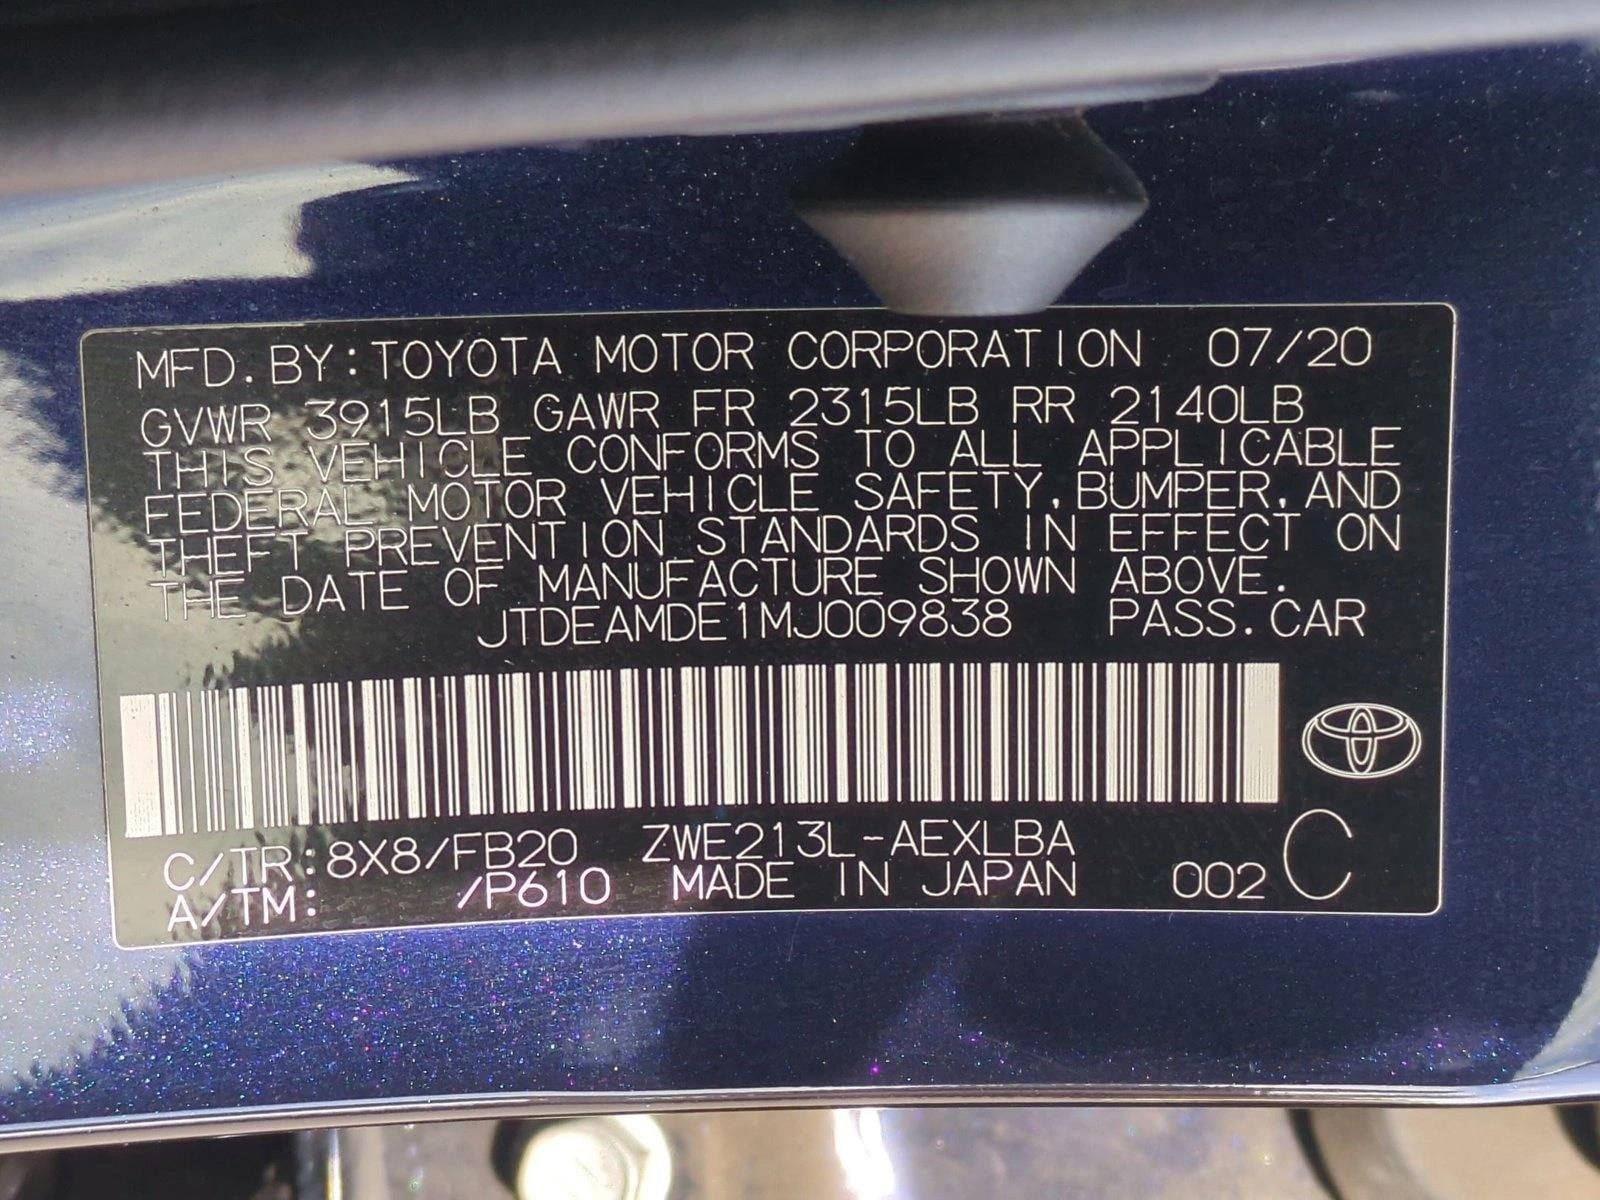 MFD. BY: TOYOTA MOTOR CORPORATION 07/20
GVWR 3915LB GAWR FR 2315LB RR 2140LB
THIS VEHICLE CONFORMS TO ALL APPLICABLE
FEDERAL MOTOR VEHICLE SAFETY, BUMPER, AND
THEFT PREVENTION STANDARDS IN EFFECT ON
THE DATE OF MANUFACTURE SHOWN ABOVE.
JTDEAMDE1MJ009838 PASS. CAR
C/TR: 8X8/FB20 ZWE213L-AEXLBA
A/TM: /P610 MADE IN JAPAN 002 C